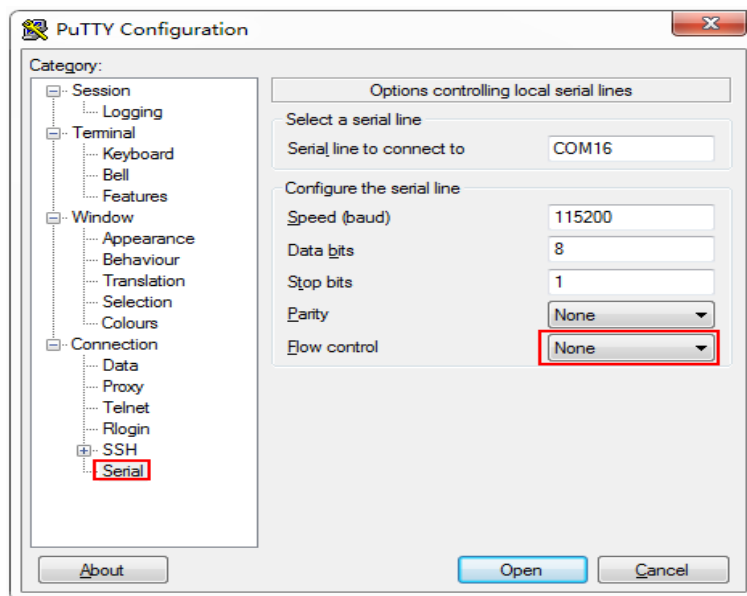 PuTTY Configuration
Category:
Session
Logging
Terminal
Keyboard
Bell
Features
Window
Appearance
Behaviour
Translation
Selection
Colours
Connection
Data
Proxy
Telnet
Rlogin
SSH
Serial
Options controlling local serial lines
Select a serial line
Serial line to connect to COM16
Configure the serial line
Speed (baud) 115200
Data bits 8
Stop bits 1
Parity None
Flow control None
About Open Cancel